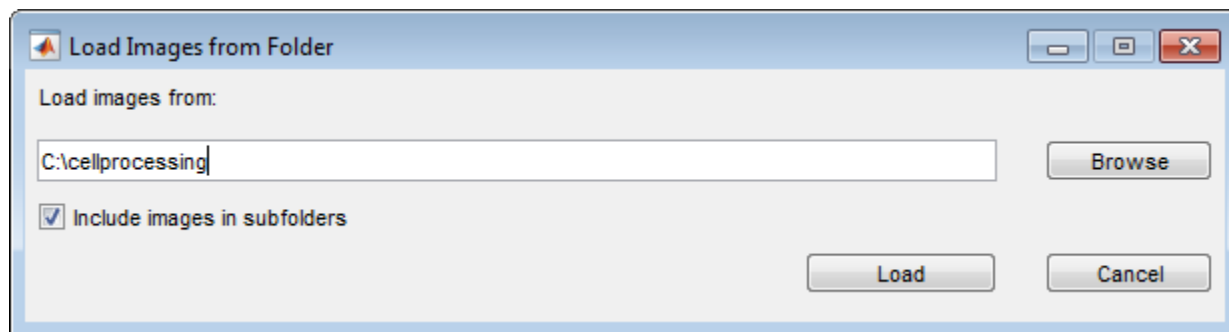 Load Images from Folder
Load images from:
C:\cellprocessing
Browse
Include images in subfolders
Load
Cancel